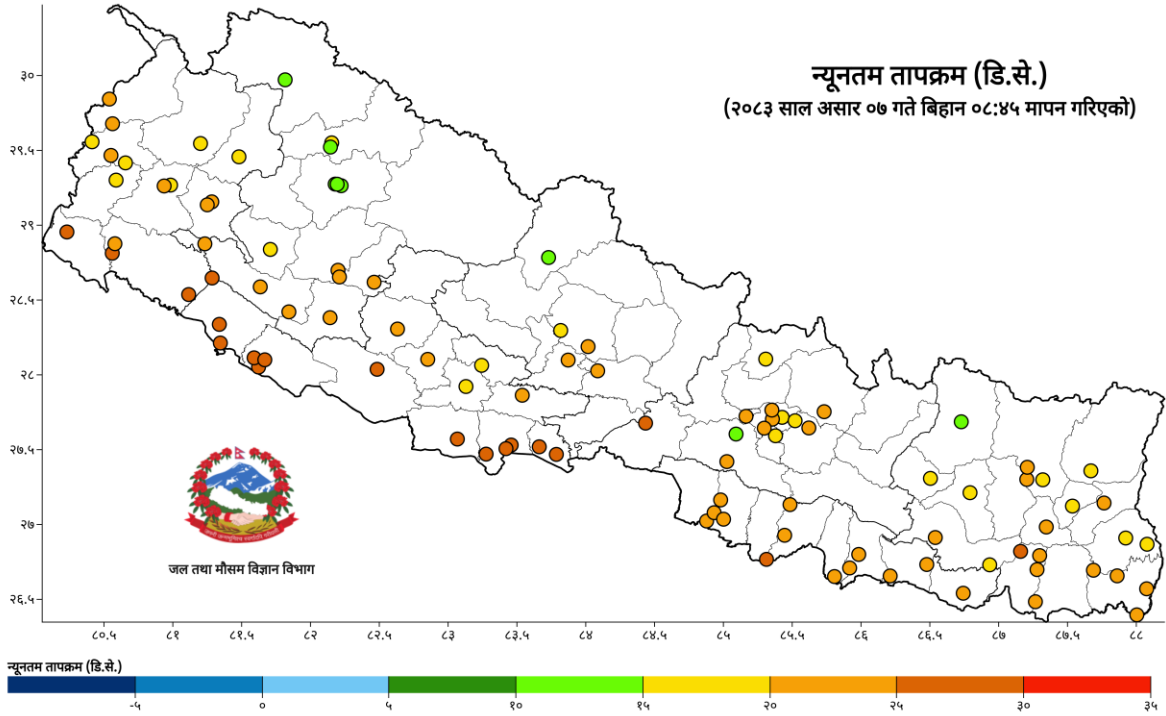 न्यूनतम तापक्रम (डि.से.)
(२०८३ साल असार ०७ गते बिहान ०८:४५ मापन गरिएको)
३०
२९.५
२९
२८.५
२८
२७.५
२७
२६.५
जल तथा मौसम विज्ञान विभाग
८०.५ ८१ ८१.५ ८२ ८२.५ ८३ ८३.५ ८४ ८४.५ ८५ ८५.५ ८६ ८६.५ ८७ ८७.५ ८८
न्यूनतम तापक्रम (डि.से.)
-५ ० ५ १० १५ २० २५ ३० ३५